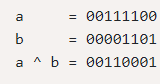 a     = 00111100
b     = 00001101
a ^ b = 00110001